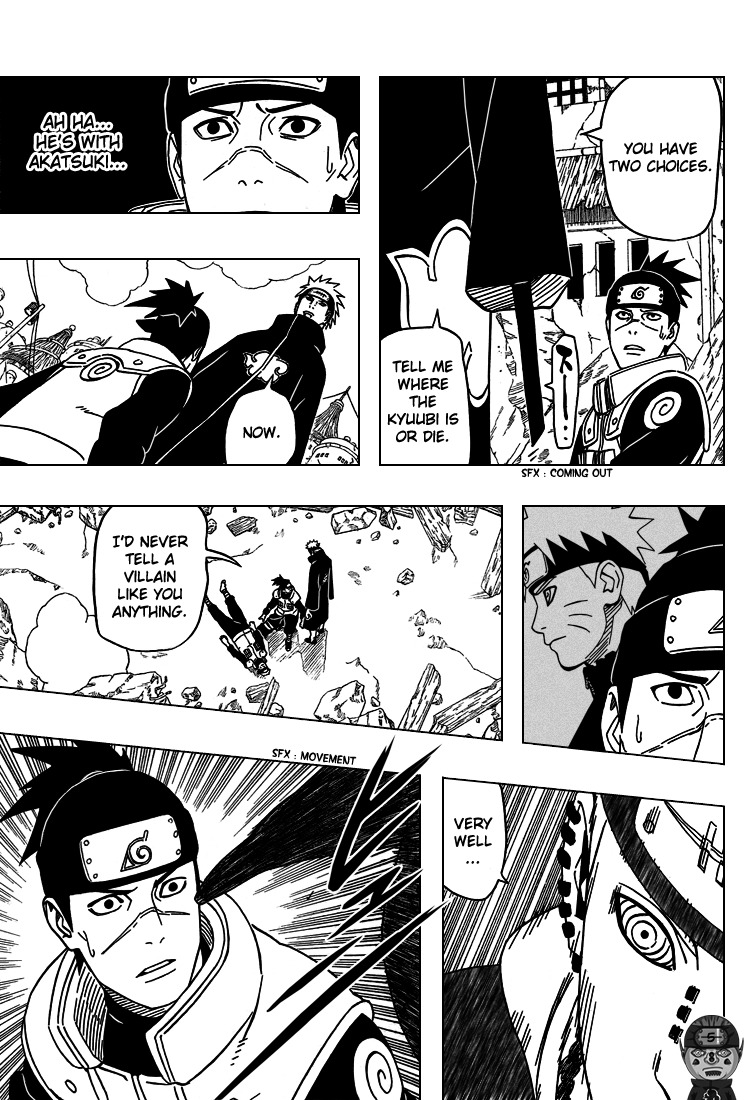 YOU HAVE
TWO CHOICES.
TELL ME
WHERE
THE
KYUUBI IS
OR DIE.
SFX : COMING OUT
AH HA...
HE'S WITH
AKATSUKI...
NOW.
I'D NEVER
TELL A
VILLAIN
LIKE YOU
ANYTHING.
VERY
WELL
...
SFX : MOVEMENT